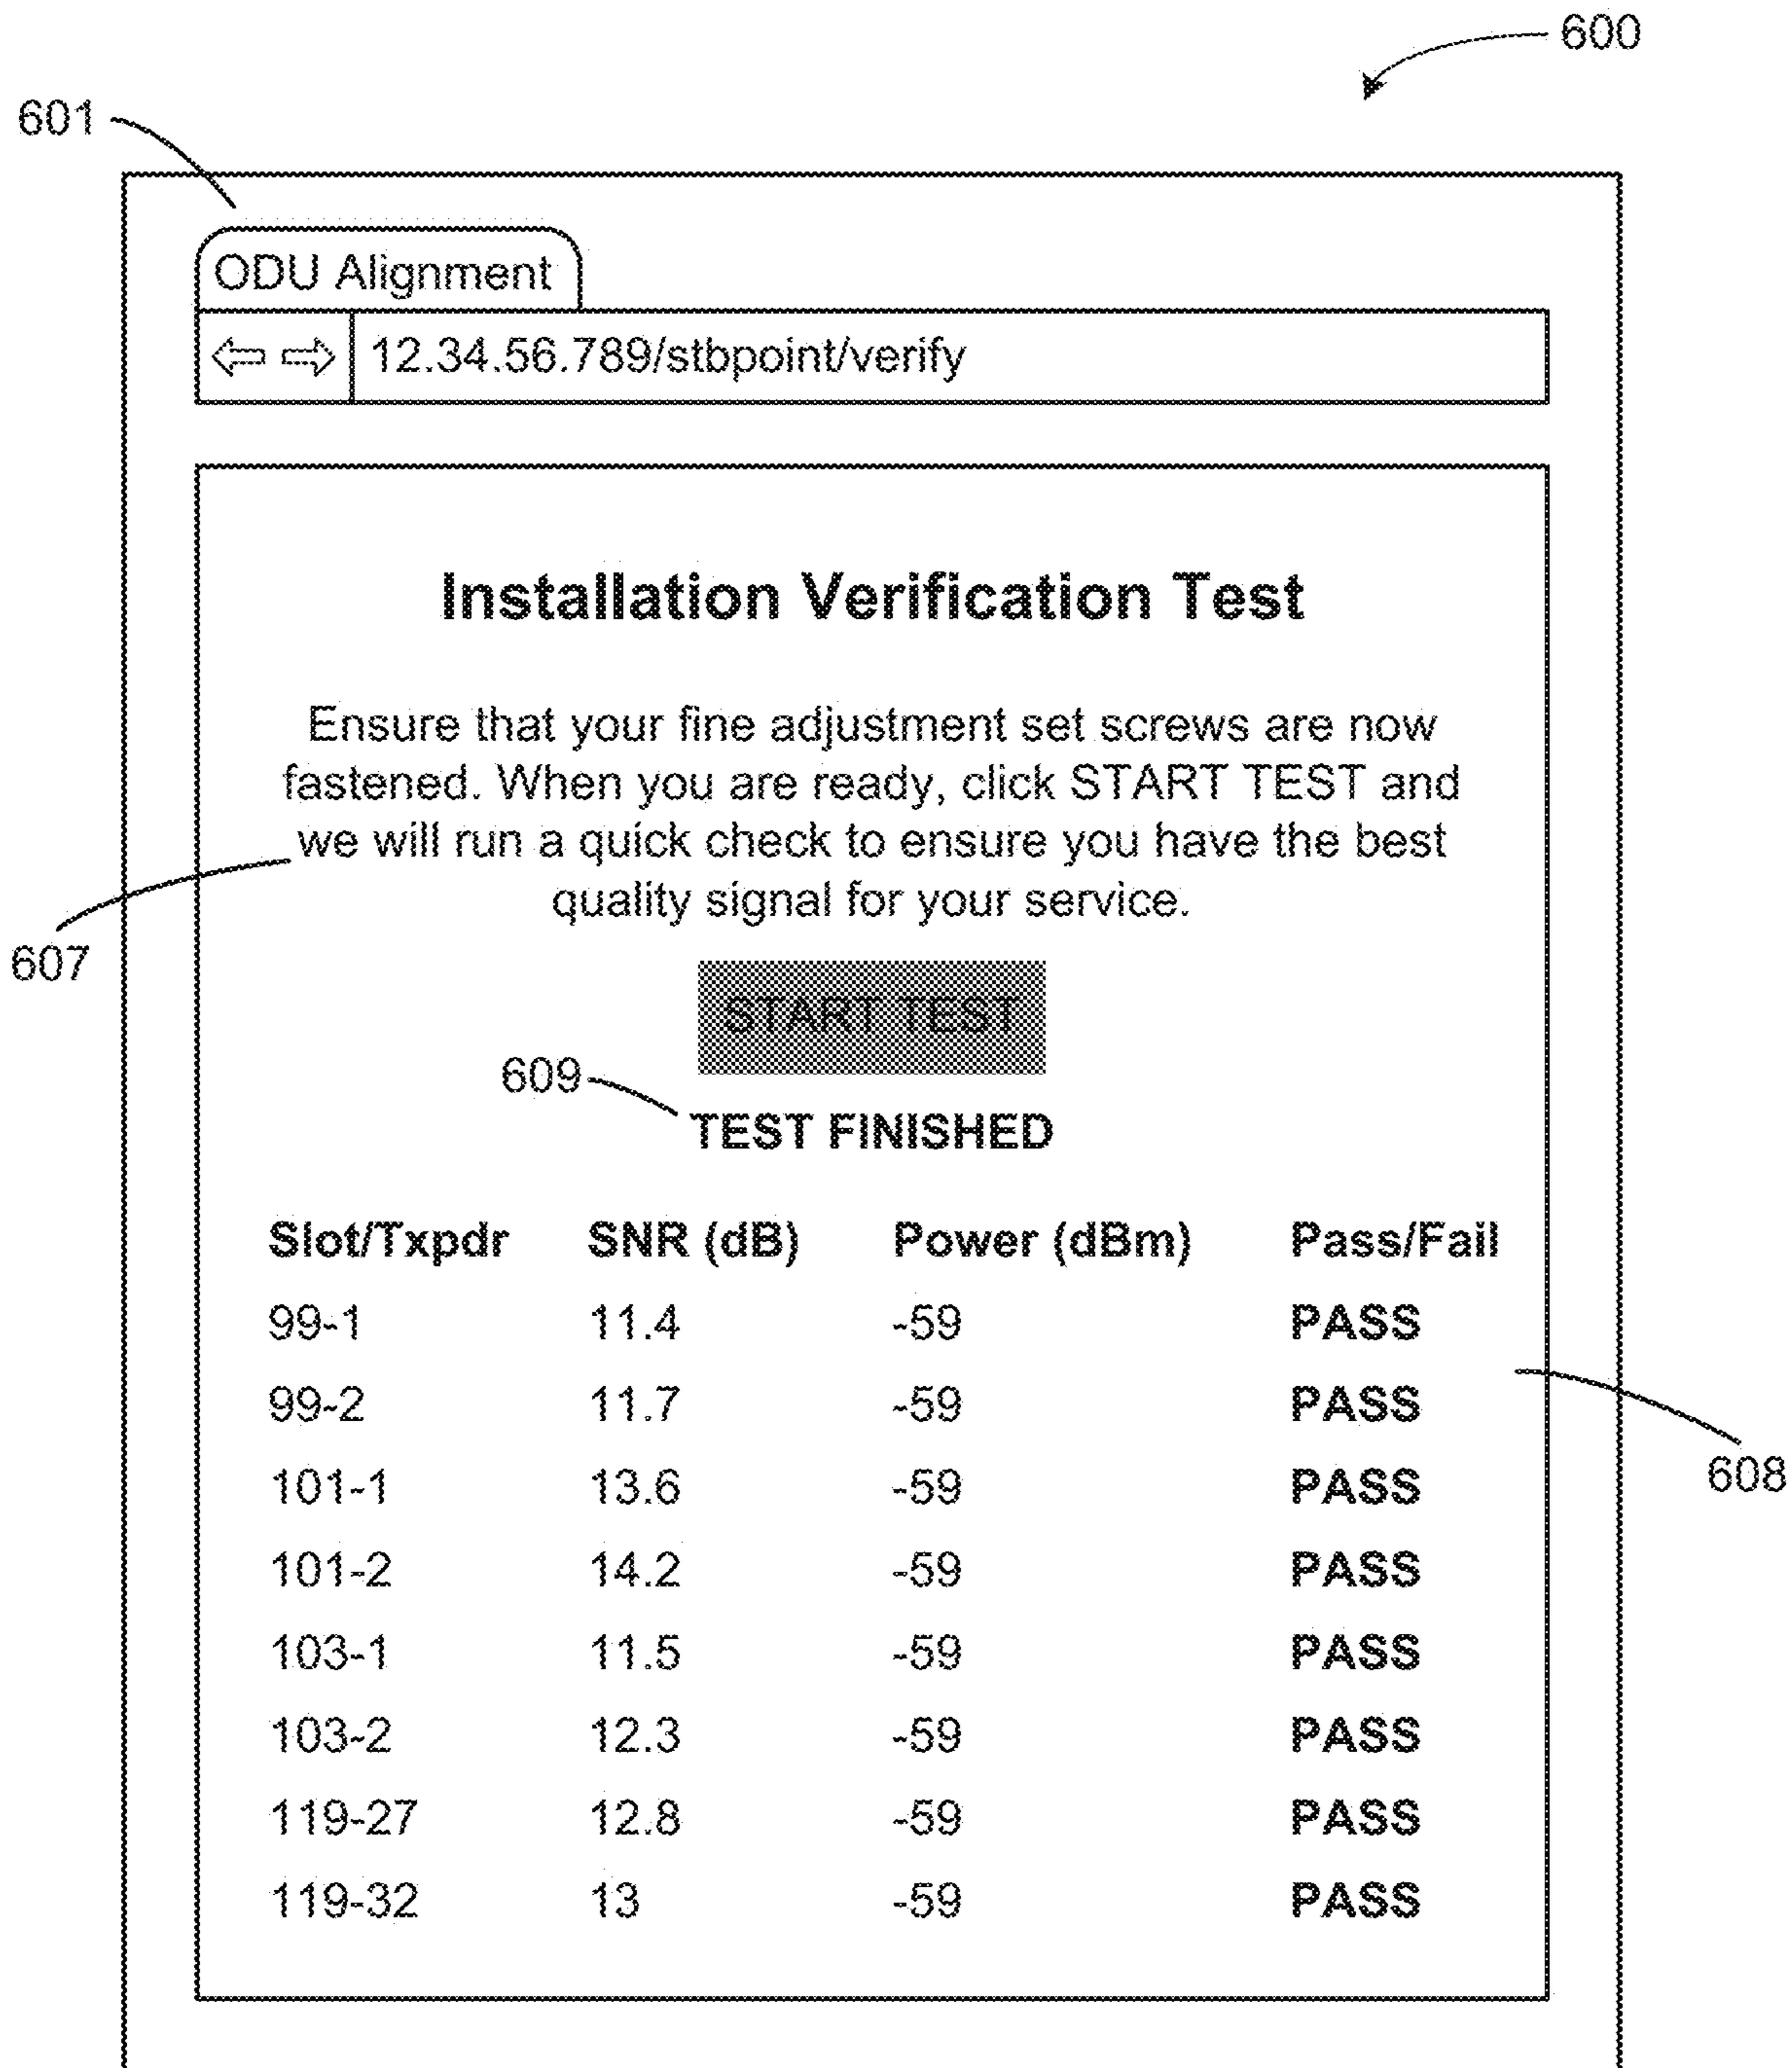 600
601
ODU Alignment
12.34.56.789/stbpoint/verify
Installation Verification Test
Ensure that your fine adjustment set screws are now
fastened. When you are ready, click START TEST and
we will run a quick check to ensure you have the best
quality signal for your service.
607
START TEST
609
TEST FINISHED
Slot/Txpdr SNR (dB) Power (dBm) Pass/Fail
99-1 11.4 -59 PASS
99-2 11.7 -59 PASS
608
101-1 13.6 -59 PASS
101-2 14.2 -59 PASS
103-1 11.5 -59 PASS
103-2 12.3 -59 PASS
119-27 12.8 -59 PASS
119-32 13 -59 PASS